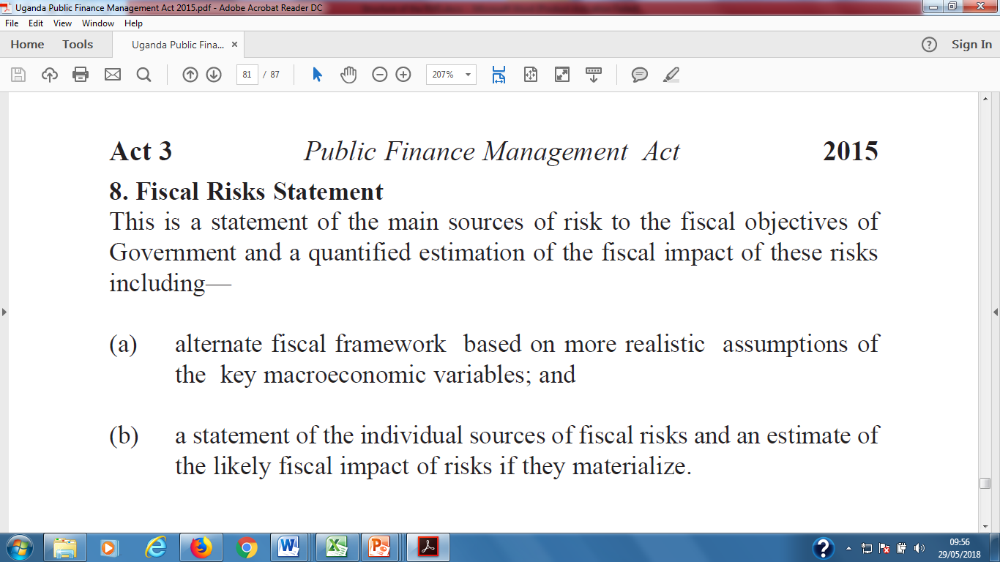 Uganda Public Finance Management Act 2015.pdf - Adobe Acrobat Reader DC
File Edit View Window Help
Home Tools Uganda Public Fina... × ? Sign In
81 / 87 207%
Act 3 Public Finance Management Act 2015
8. Fiscal Risks Statement
This is a statement of the main sources of risk to the fiscal objectives of
Government and a quantified estimation of the fiscal impact of these risks
including—
(a) alternate fiscal framework based on more realistic assumptions of
the key macroeconomic variables; and
(b) a statement of the individual sources of fiscal risks and an estimate of
the likely fiscal impact of risks if they materialize.
09:56
29/05/2018